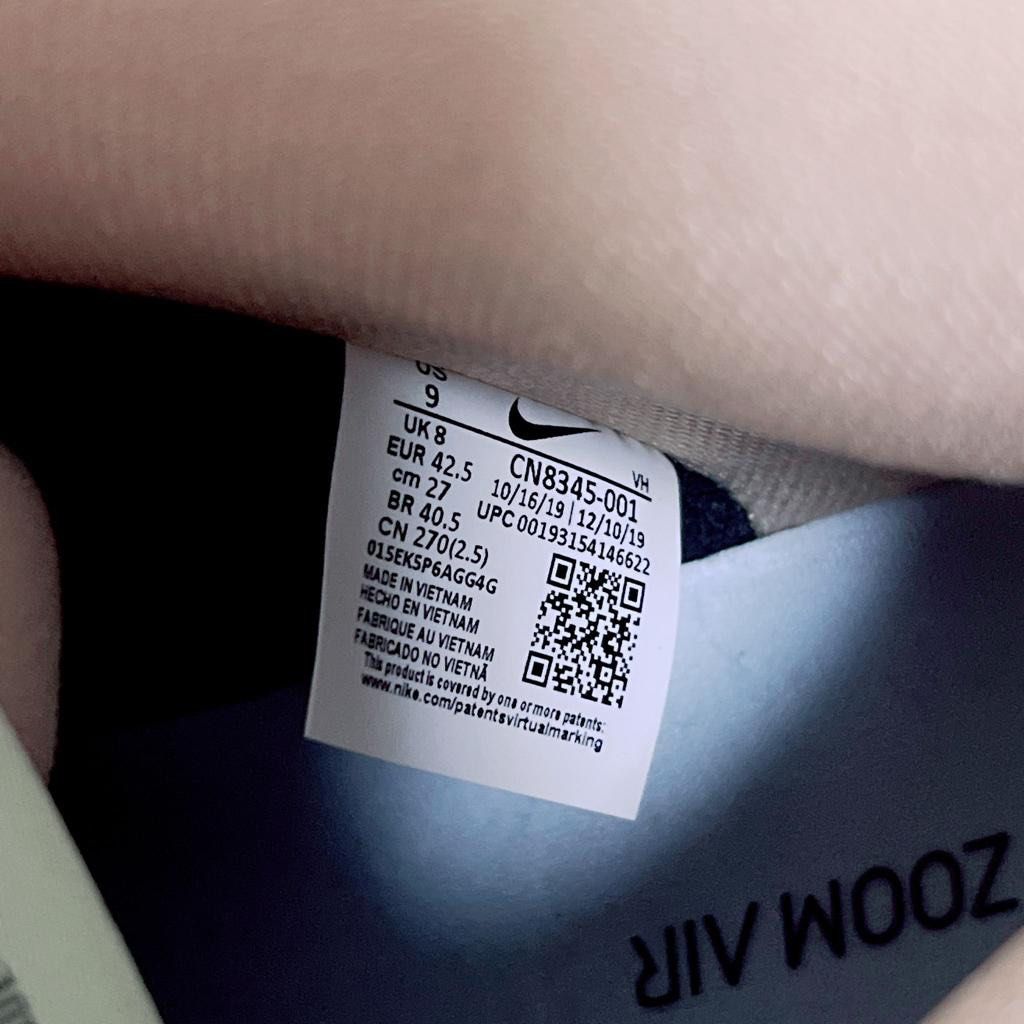 US
9
UK 8
EUR 42.5
cm 27
BR 40.5
CN 270(2.5)
VH
CN8345-001
10/16/19 | 12/10/19
UPC 00193154146622
015EKSP6AGG4G
MADE IN VIETNAM
HECHO EN VIETNAM
FABRIQUE AU VIETNAM
FABRICADO NO VIETNÃ
This product is covered by one or more patents:
www.nike.com/patentsvirtualmarking
ZOOM AIR